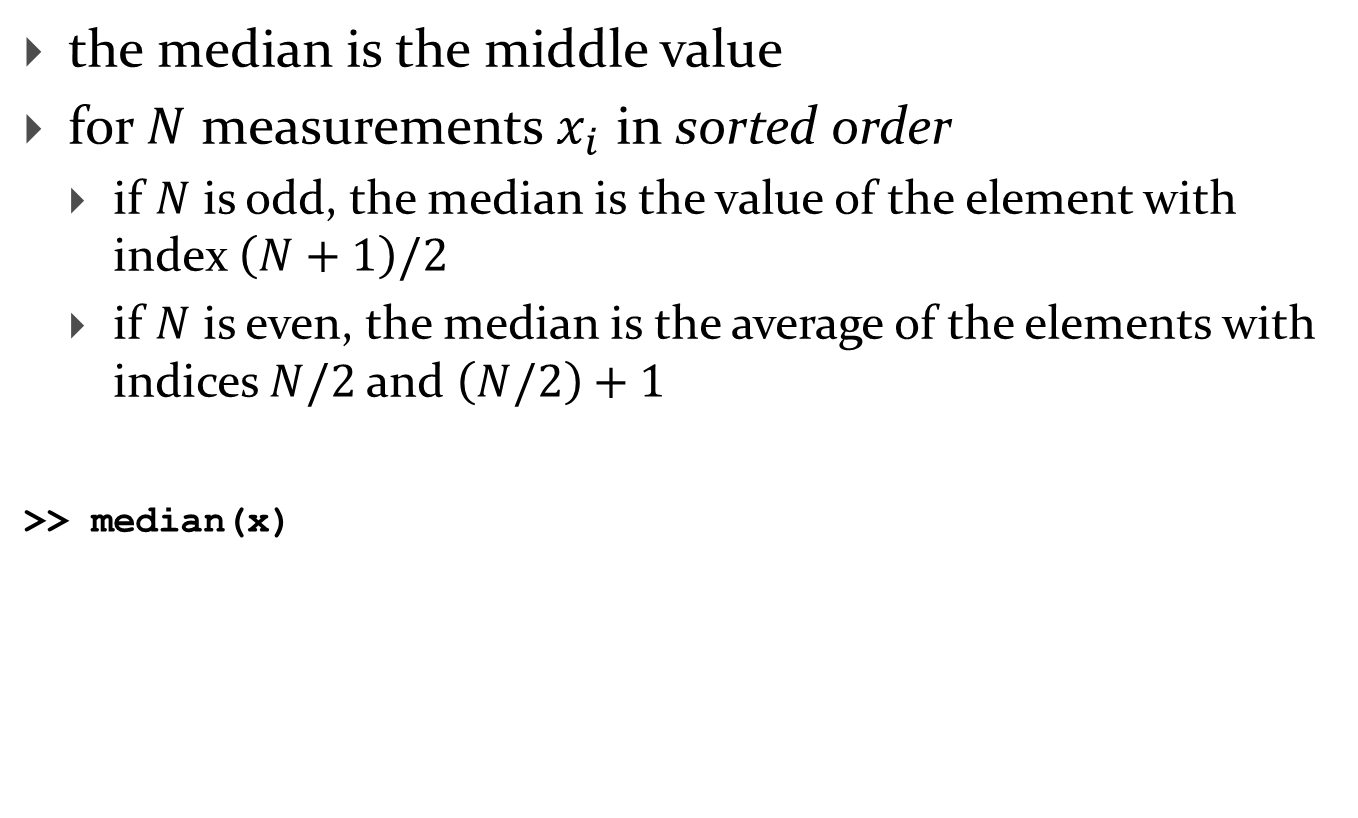 the median is the middle value
for N measurements xᵢ in sorted order
if N is odd, the median is the value of the element with
index (N + 1)/2
if N is even, the median is the average of the elements with
indices N/2 and (N/2) + 1
>> median(x)